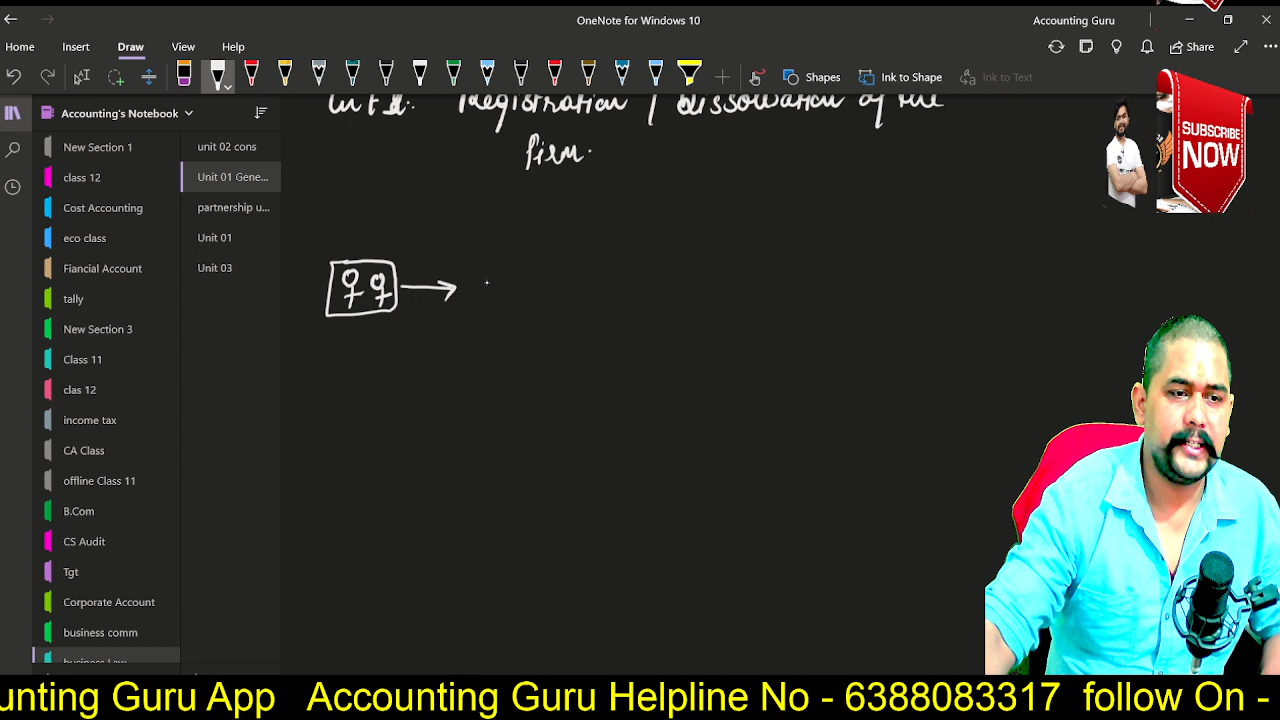 OneNote for Windows 10
Accounting Guru
Home Insert Draw View Help
Share
Shapes Ink to Shape Ink to Text
Accounting's Notebook
New Section 1
class 12
Cost Accounting
eco class
Fiancial Account
tally
New Section 3
Class 11
clas 12
income tax
CA Class
offline Class 11
B.Com
CS Audit
Tgt
Corporate Account
business comm
business Law
unit 02 cons
Unit 01 Gene...
partnership u...
Unit 01
Unit 03
Registration / Dissolution of the
firm.
SUBSCRIBE
NOW
unting Guru App Accounting Guru Helpline No - 6388083317 follow On -